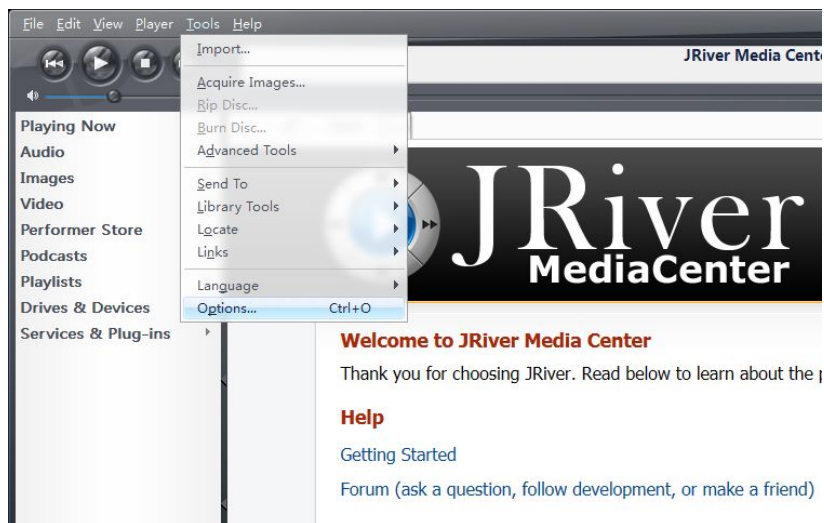 File Edit View Player Tools Help
JRiver Media
Import...
Acquire Images...
Rip Disc...
Burn Disc...
Advanced Tools
Send To
Library Tools
Locate
Links
Language
Options... Ctrl+O
Playing Now
Audio
Images
Video
Performer Store
Podcasts
Playlists
Drives & Devices
Services & Plug-ins
JRiver
MediaCenter
Welcome to JRiver Media Center
Thank you for choosing JRiver. Read below to learn about the
Help
Getting Started
Forum (ask a question, follow development, or make a friend)